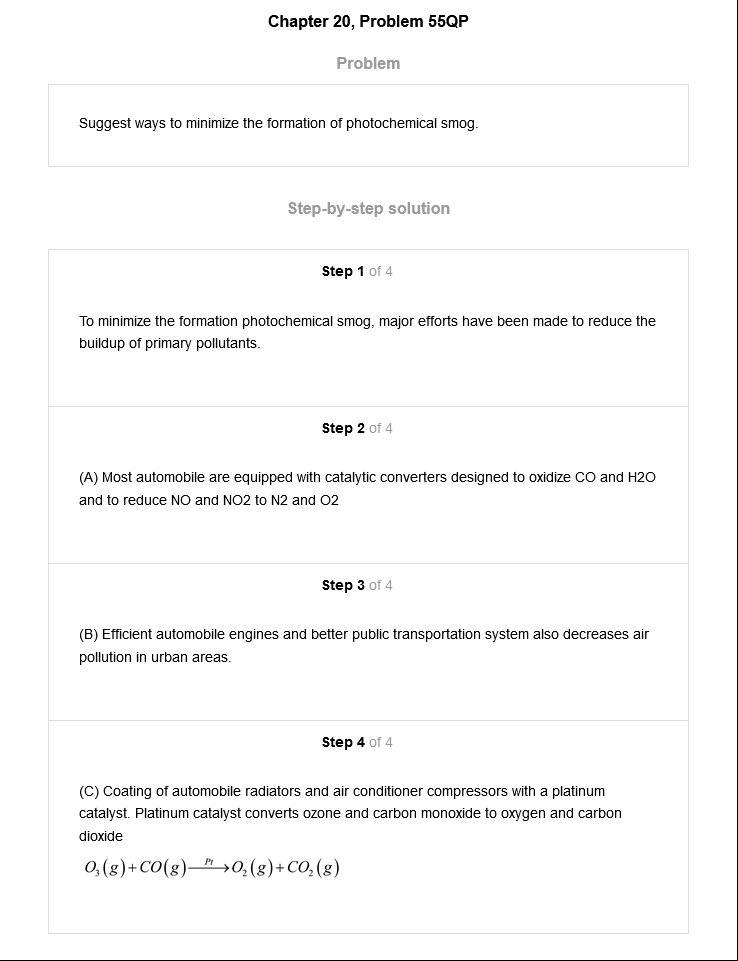 Chapter 20, Problem 55QP
Problem
Suggest ways to minimize the formation of photochemical smog.
Step-by-step solution
Step 1 of 4
To minimize the formation photochemical smog, major efforts have been made to reduce the
buildup of primary pollutants.
Step 2 of 4
(A) Most automobile are equipped with catalytic converters designed to oxidize CO and H2O
and to reduce NO and NO2 to N2 and O2
Step 3 of 4
(B) Efficient automobile engines and better public transportation system also decreases air
pollution in urban areas.
Step 4 of 4
(C) Coating of automobile radiators and air conditioner compressors with a platinum
catalyst. Platinum catalyst converts ozone and carbon monoxide to oxygen and carbon
dioxide
O₃(g)+CO(g)—Pt→O₂(g)+CO₂(g)